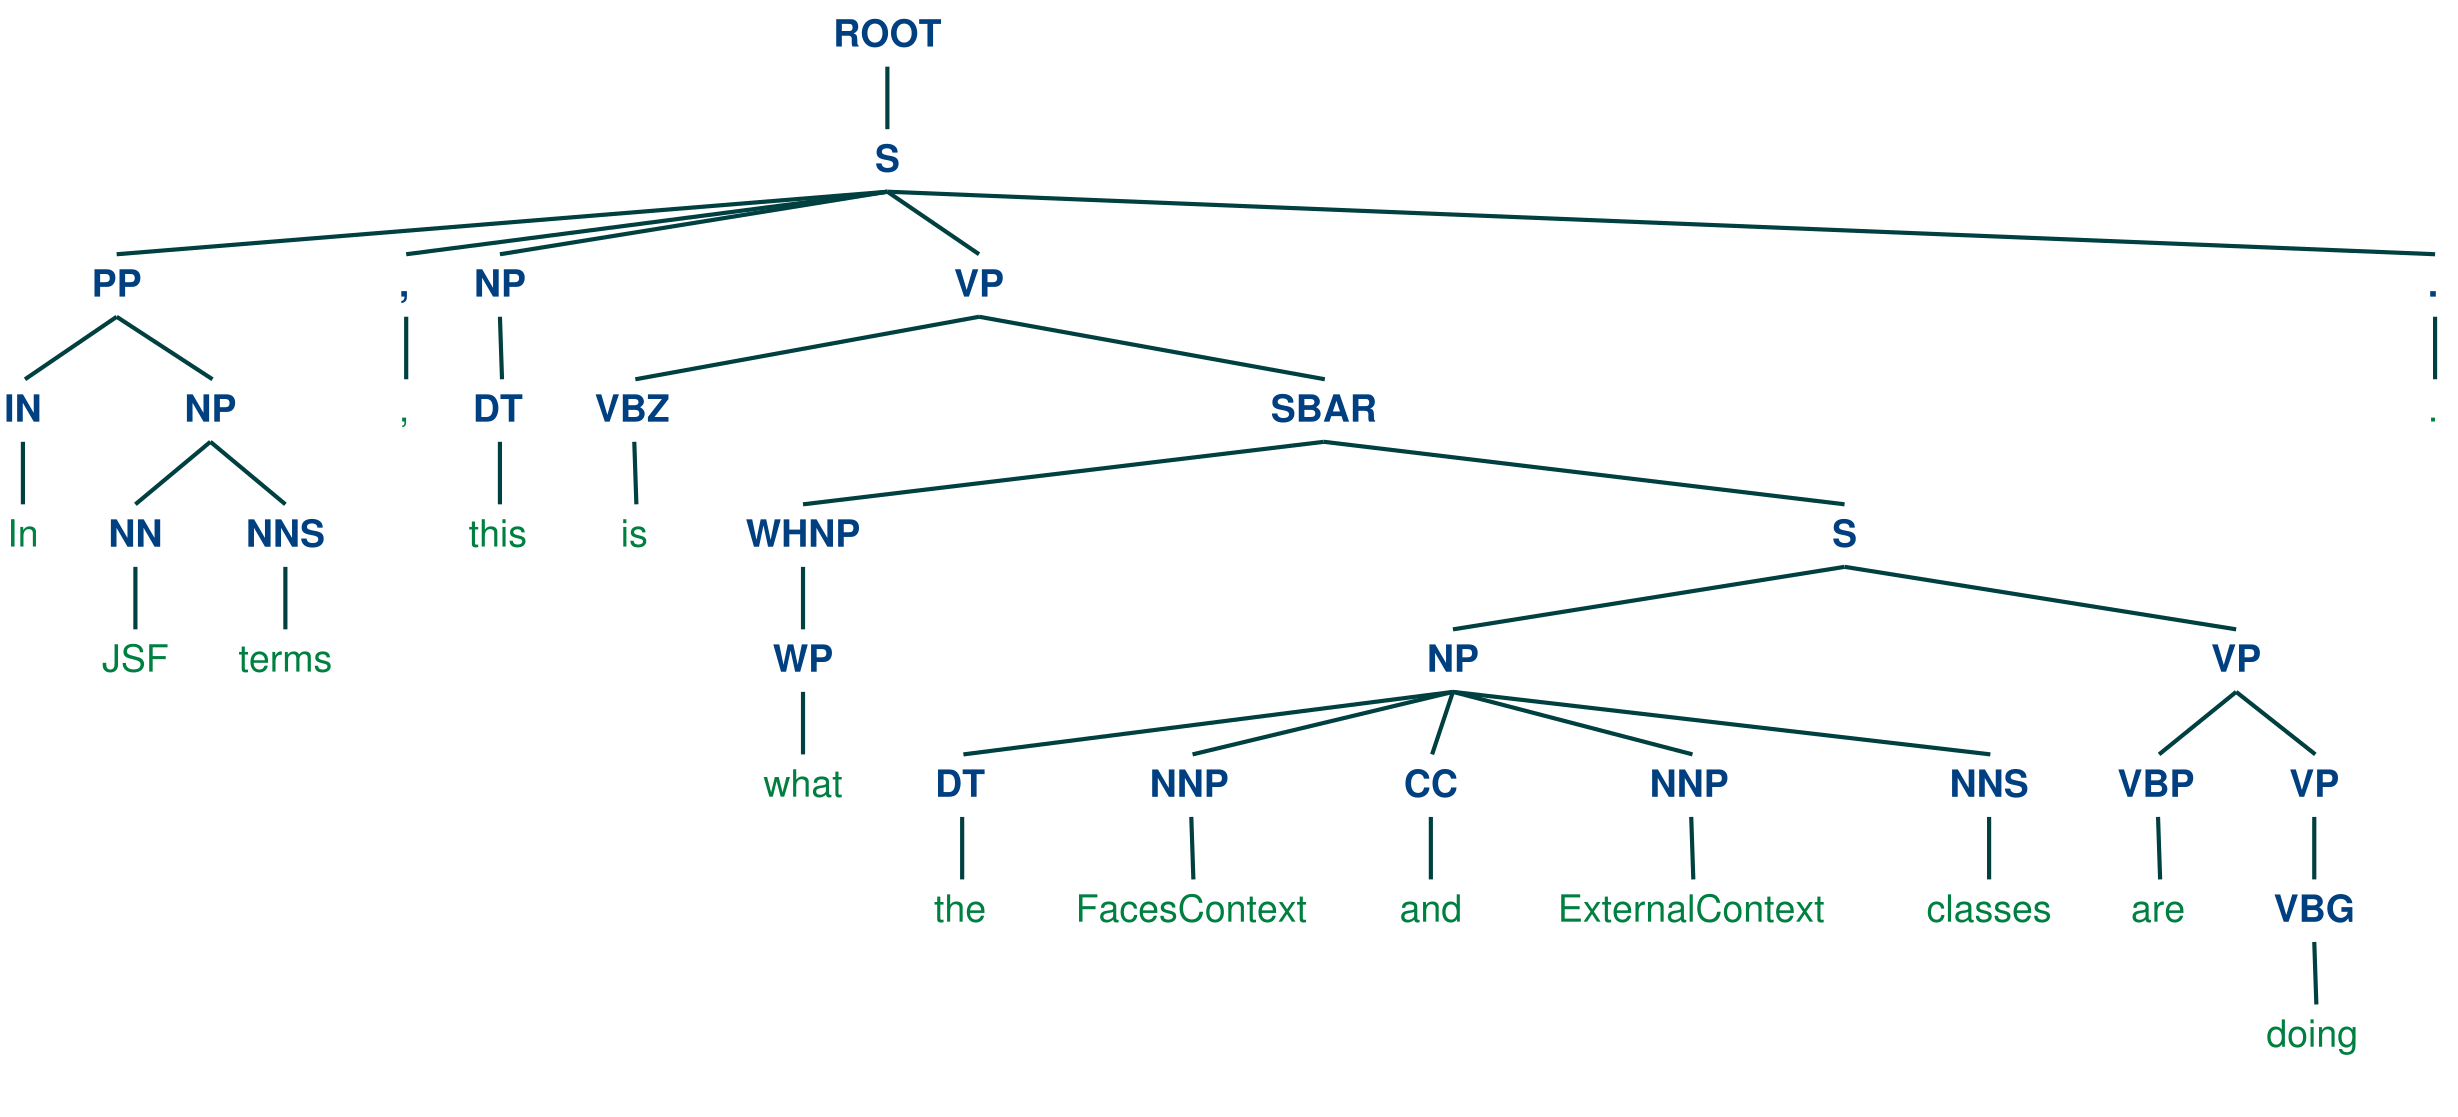 ROOT
S
PP , NP VP .
IN NP , DT VBZ SBAR .
In NN NNS this is WHNP S
JSF terms WP NP VP
what DT NNP CC NNP NNS VBP VP
the FacesContext and ExternalContext classes are VBG
doing